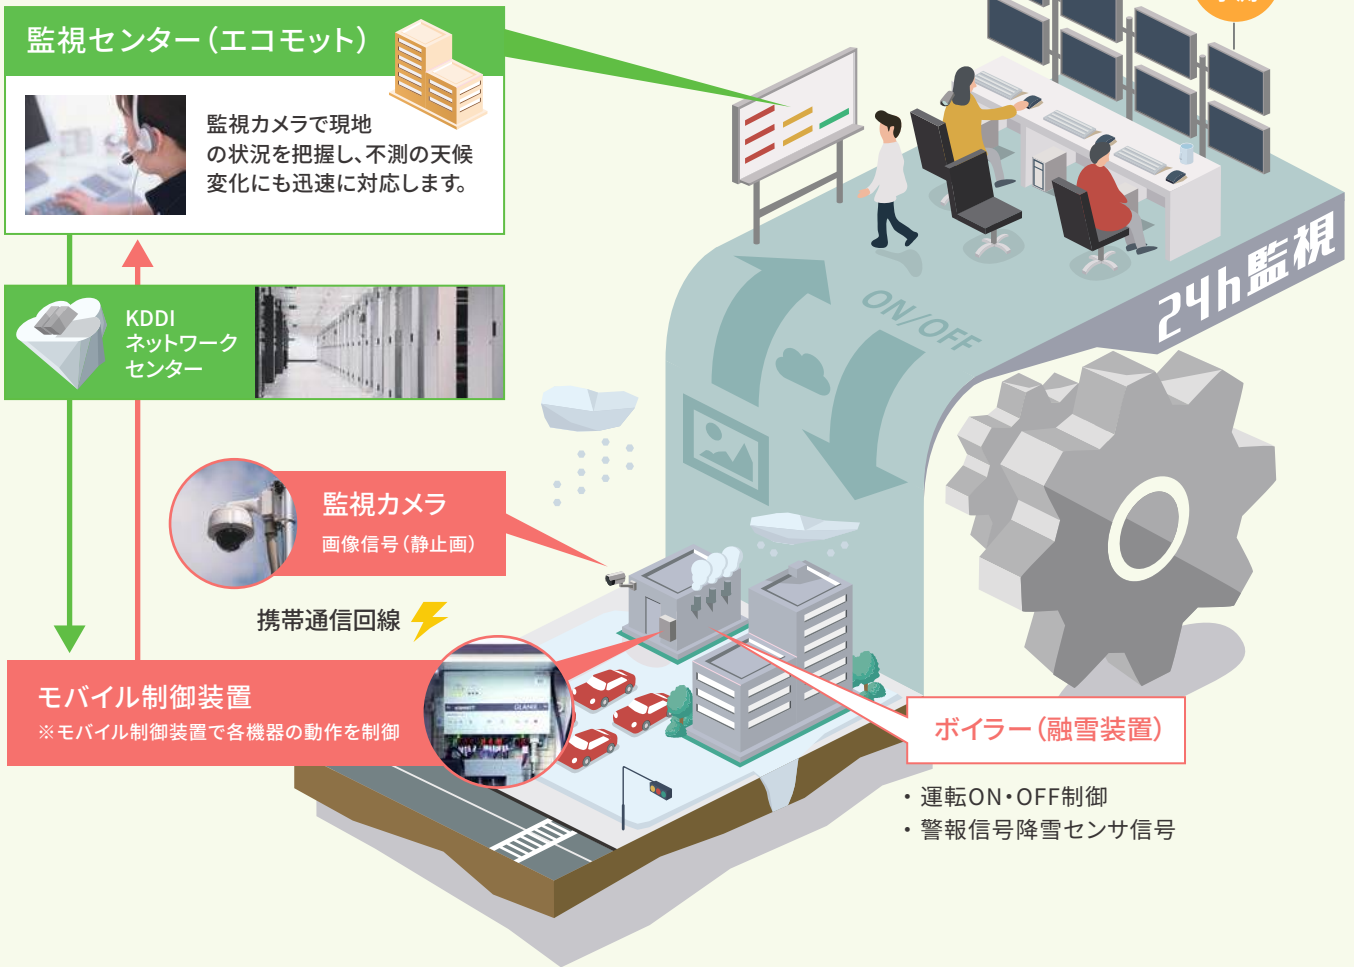 監視センター（エコモット）
監視カメラで現地
の状況を把握し、不測の天候
変化にも迅速に対応します。
KDDI
ネットワーク
センター
監視カメラ
画像信号（静止画）
携帯通信回線
モバイル制御装置
※モバイル制御装置で各機器の動作を制御
ON/OFF
24h監視
ボイラー（融雪装置）
・運転ON・OFF制御
・警報信号降雪センサ信号